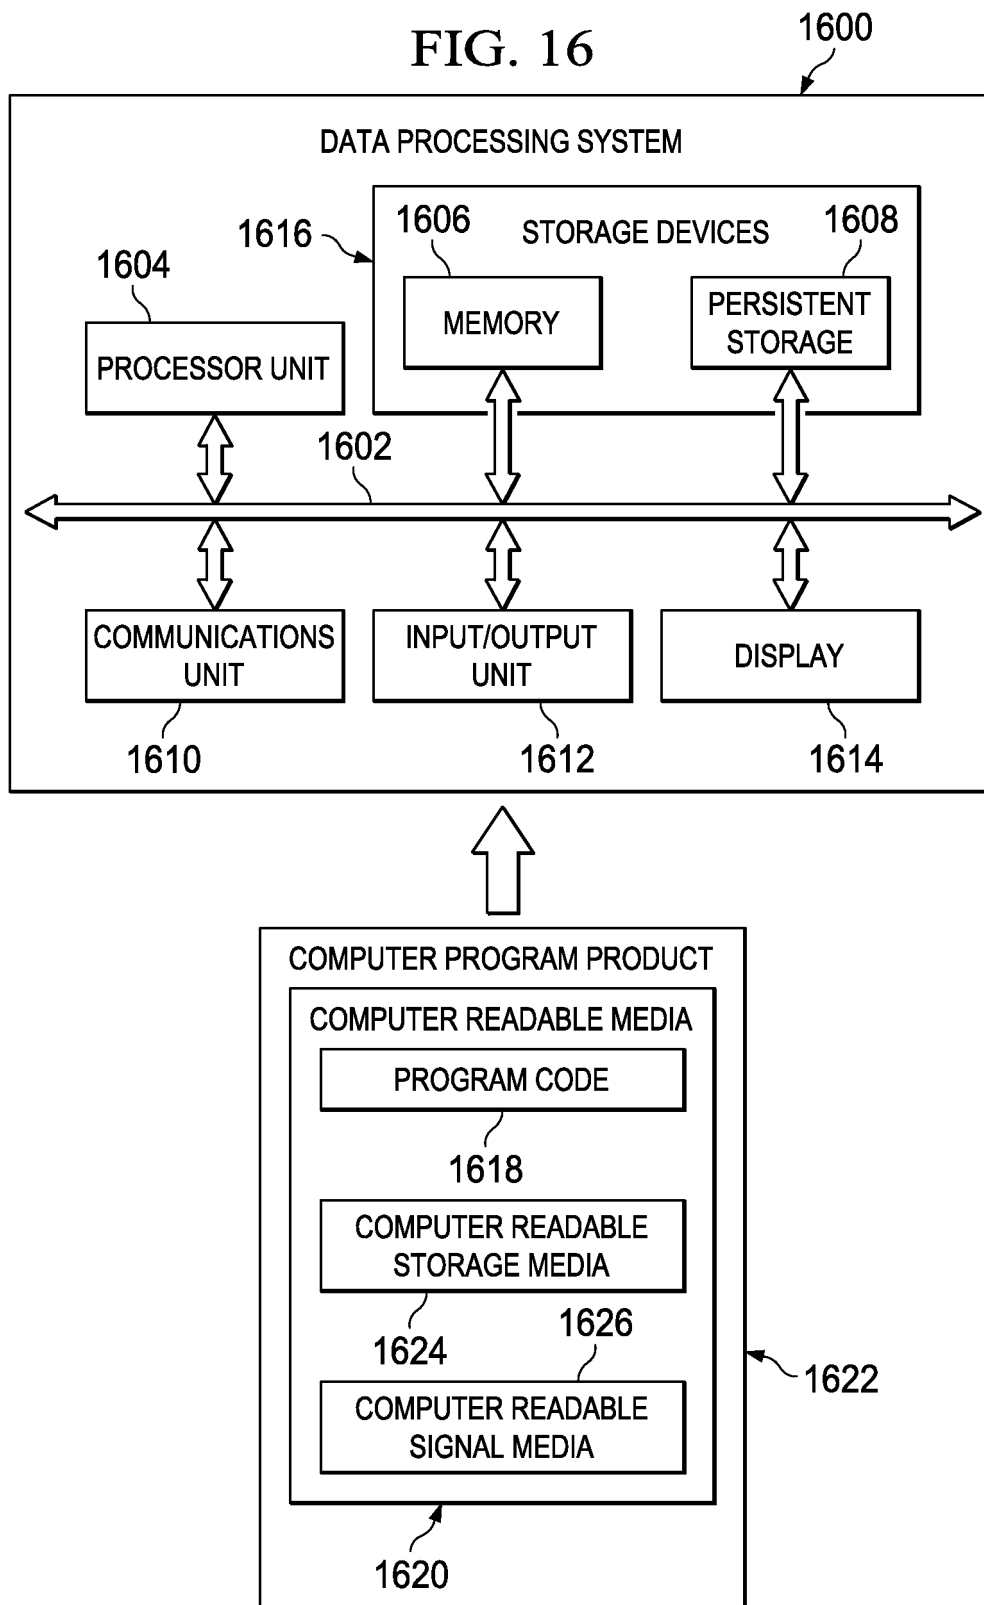 FIG. 16
1600
DATA PROCESSING SYSTEM
1616
1606
STORAGE DEVICES
1608
1604
MEMORY
PERSISTENT
STORAGE
PROCESSOR UNIT
1602
COMMUNICATIONS
UNIT
INPUT/OUTPUT
UNIT
DISPLAY
1610
1612
1614
COMPUTER PROGRAM PRODUCT
COMPUTER READABLE MEDIA
PROGRAM CODE
1618
COMPUTER READABLE
STORAGE MEDIA
1624
1626
1622
COMPUTER READABLE
SIGNAL MEDIA
1620